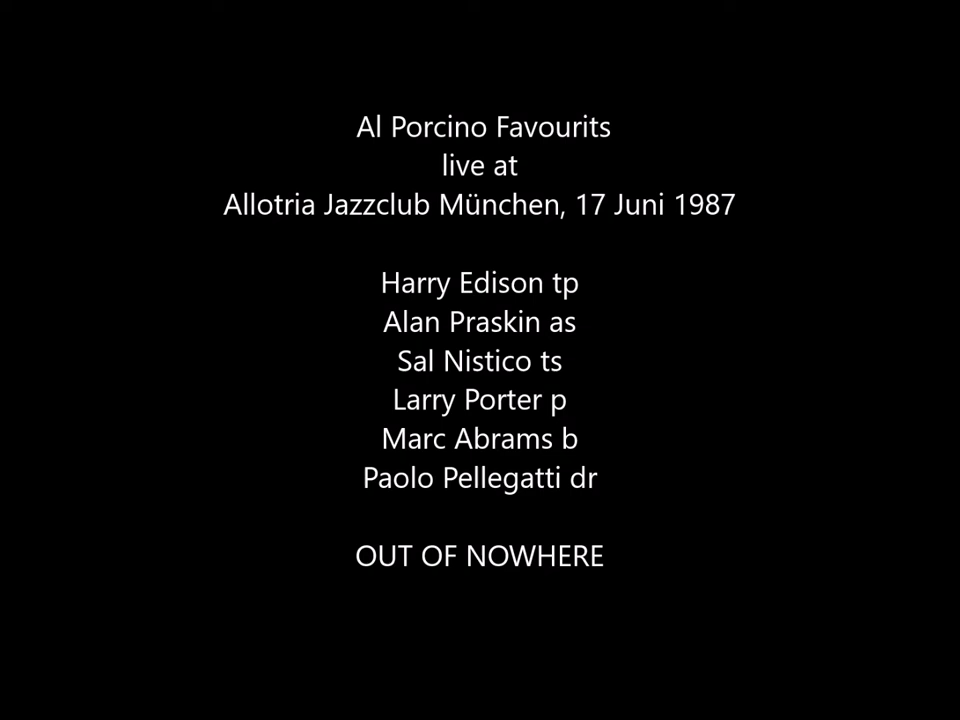 Al Porcino Favourits
live at
Allotria Jazzclub München, 17 Juni 1987
Harry Edison tp
Alan Praskin as
Sal Nistico ts
Larry Porter p
Marc Abrams b
Paolo Pellegatti dr
OUT OF NOWHERE